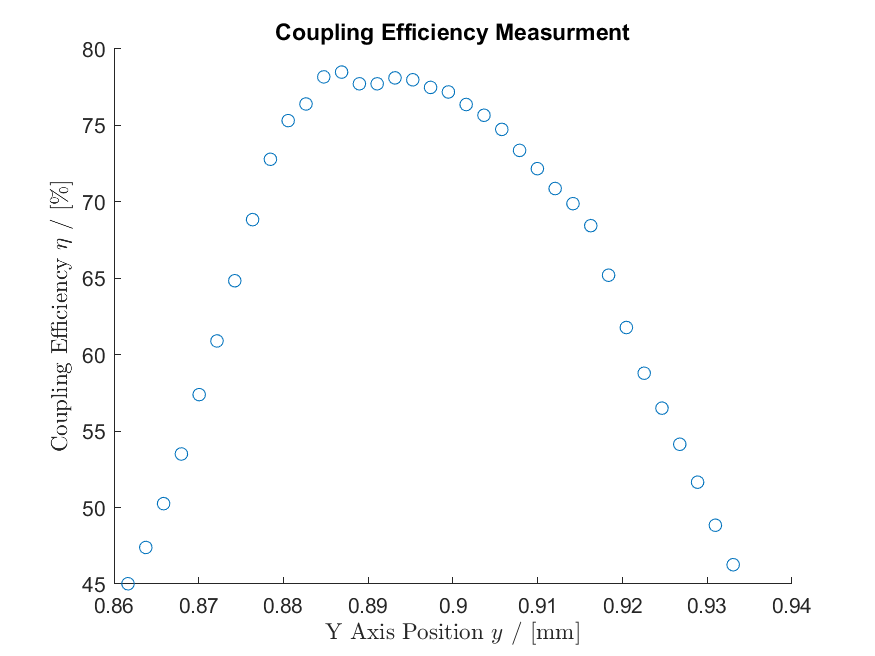 Coupling Efficiency Measurment
80
75
70
65
60
55
50
45
Coupling Efficiency η / [%]
0.86 0.87 0.88 0.89 0.9 0.91 0.92 0.93 0.94
Y Axis Position y / [mm]